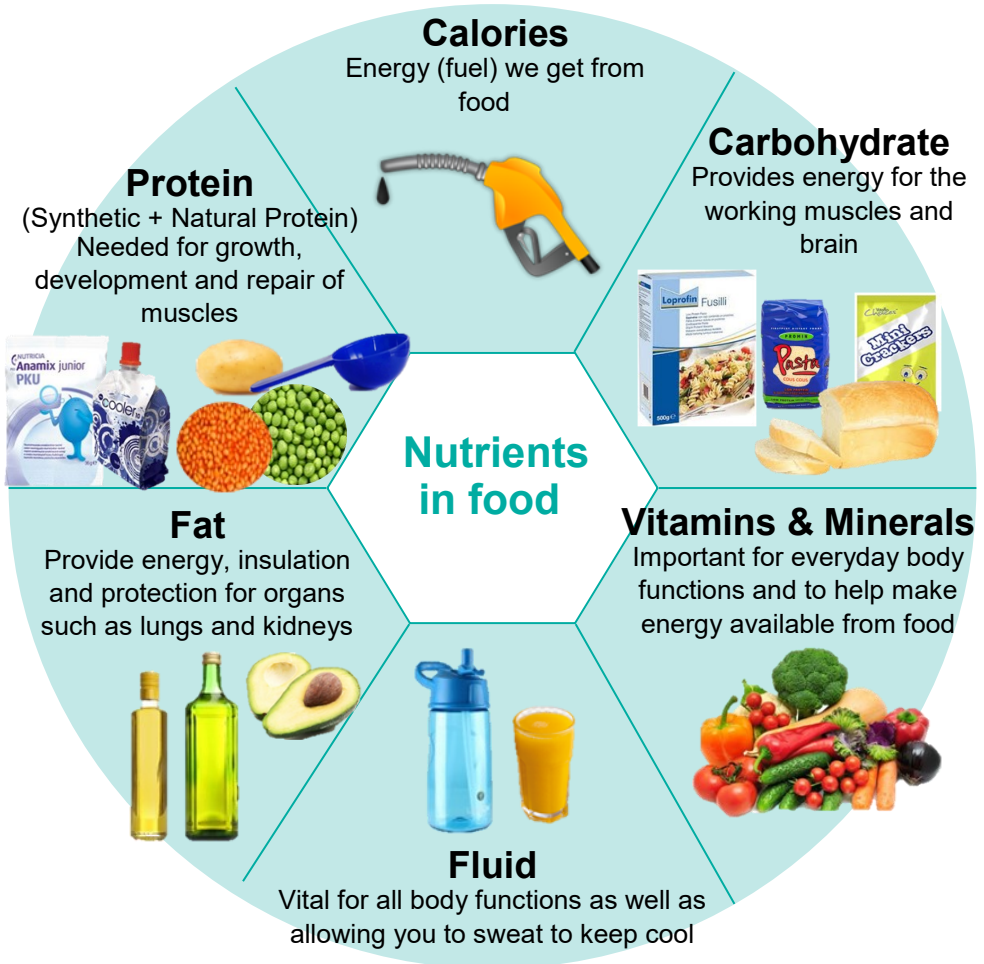 Calories
Energy (fuel) we get from
food
Carbohydrate
Provides energy for the
working muscles and
brain
Loprofin Fusilli
500g
PROMIN
Pasta
COUS COUS
Mini
Crackers
Protein
(Synthetic + Natural Protein)
Needed for growth,
development and repair of
muscles
NUTRICIA
Anamix junior
PKU
cooler
Nutrients
in food
Vitamins & Minerals
Important for everyday body
functions and to help make
energy available from food
Fat
Provide energy, insulation
and protection for organs
such as lungs and kidneys
Fluid
Vital for all body functions as well as
allowing you to sweat to keep cool